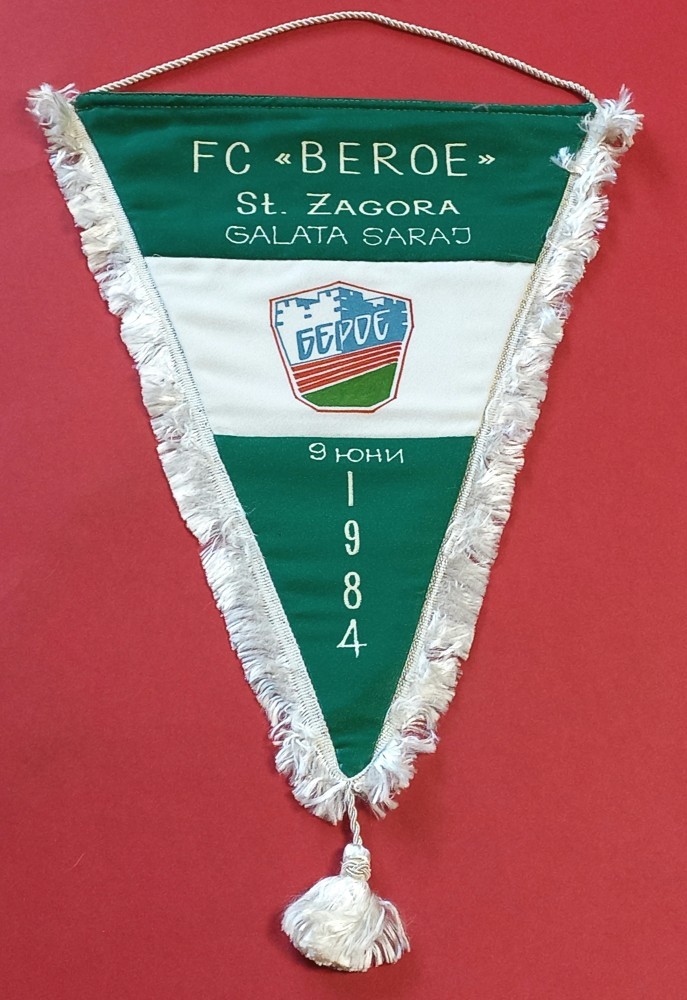 FC «BEROE»
St. ZAGORA
GALATA SARAJ
БЕРОЕ
9 юни
1
9
8
4